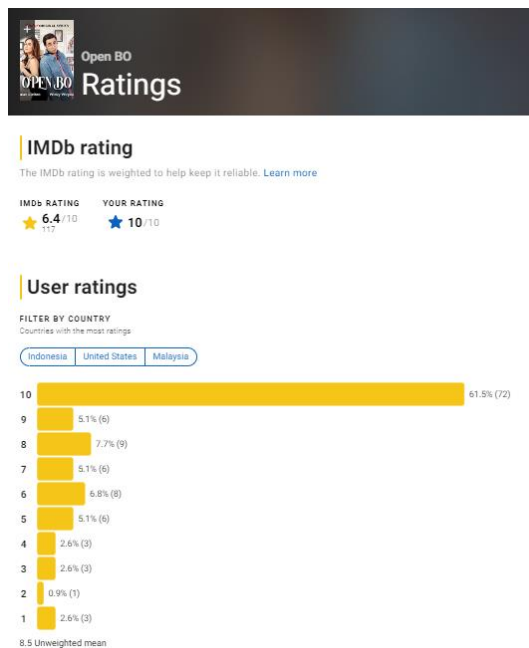 OPEN BO
Open BO
Ratings
IMDb rating
The IMDb rating is weighted to help keep it reliable. Learn more
IMDb RATING YOUR RATING
6.4/10 10/10
117
User ratings
FILTER BY COUNTRY
Countries with the most ratings
Indonesia United States Malaysia
10 61.5% (72)
9 5.1% (6)
8 7.7% (9)
7 5.1% (6)
6 6.8% (8)
5 5.1% (6)
4 2.6% (3)
3 2.6% (3)
2 0.9% (1)
1 2.6% (3)
8.5 Unweighted mean